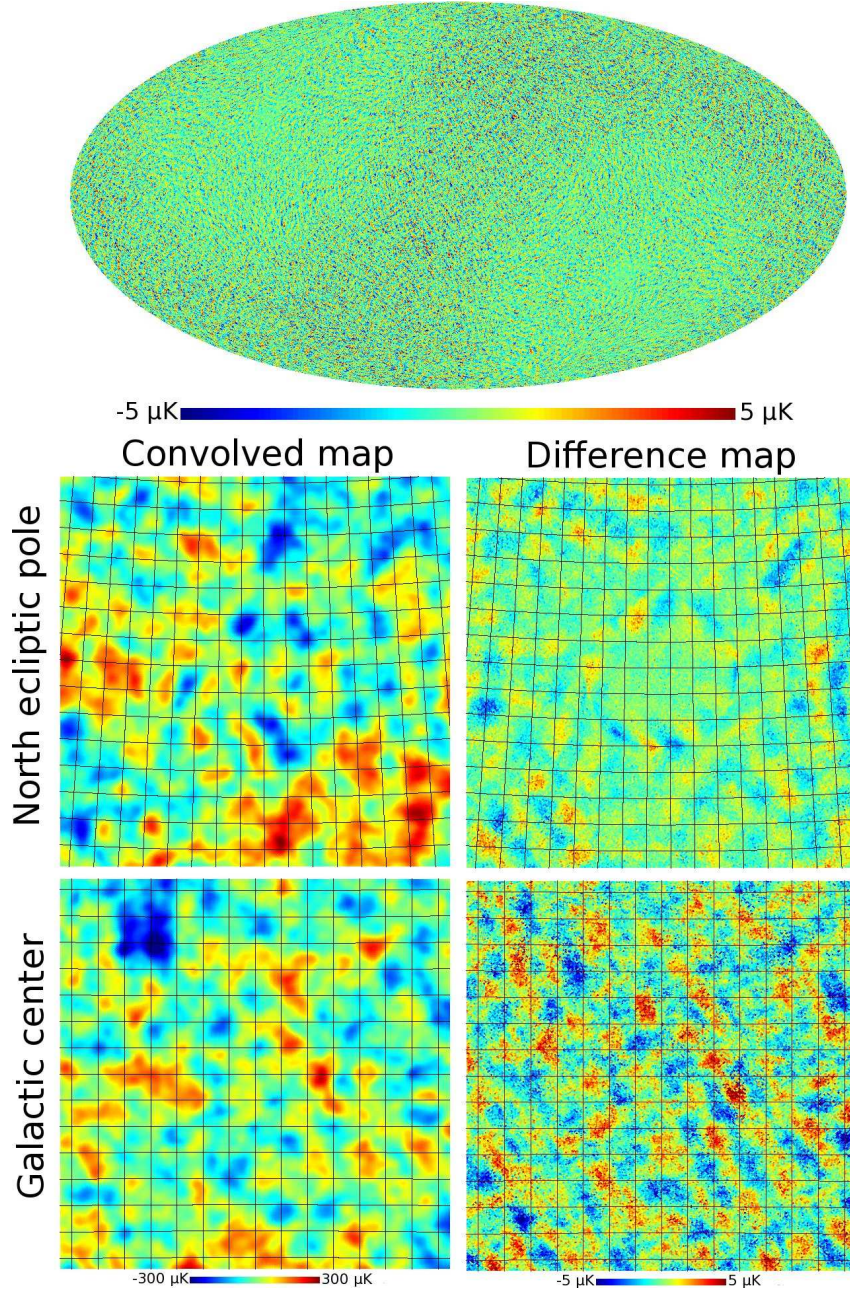 -5 µK 5 µK
Convolved map Difference map
North ecliptic pole
Galactic center
-300 µK 300 µK -5 µK 5 µK